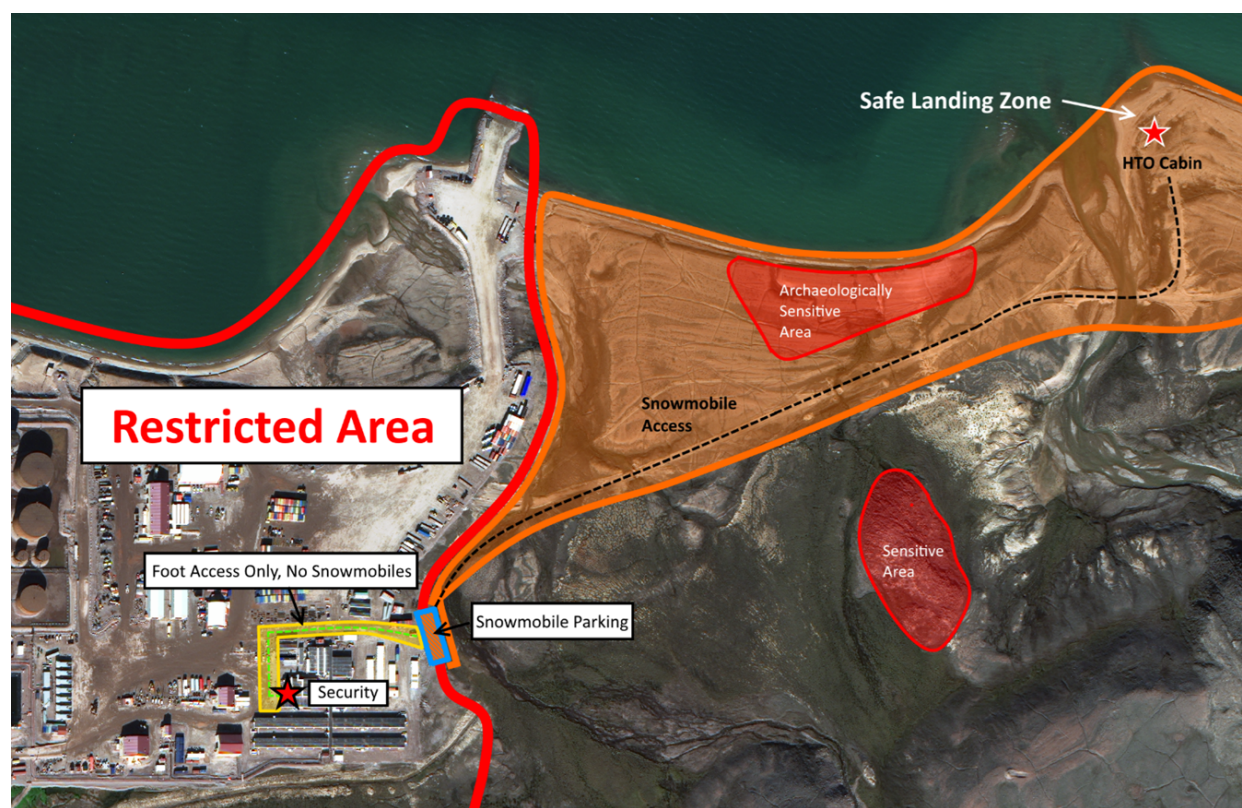 Safe Landing Zone
HTO Cabin
Archaeologically
Sensitive
Area
Restricted Area
Snowmobile
Access
Sensitive
Area
Foot Access Only, No Snowmobiles
Snowmobile Parking
Security